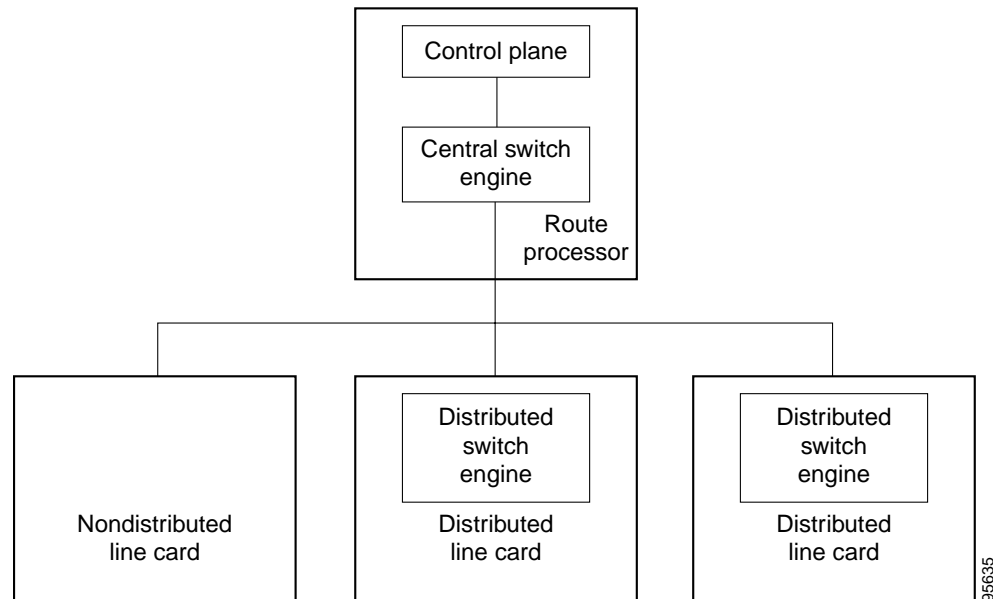 Control plane
Central switch
engine
Route
processor
Distributed
switch
engine
Distributed
switch
engine
Nondistributed
line card
Distributed
line card
Distributed
line card
95635